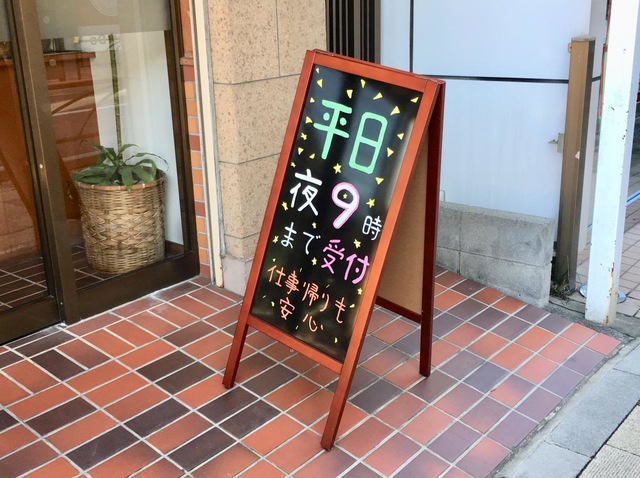 平日
夜9時
まで受付
仕事帰りも
安心